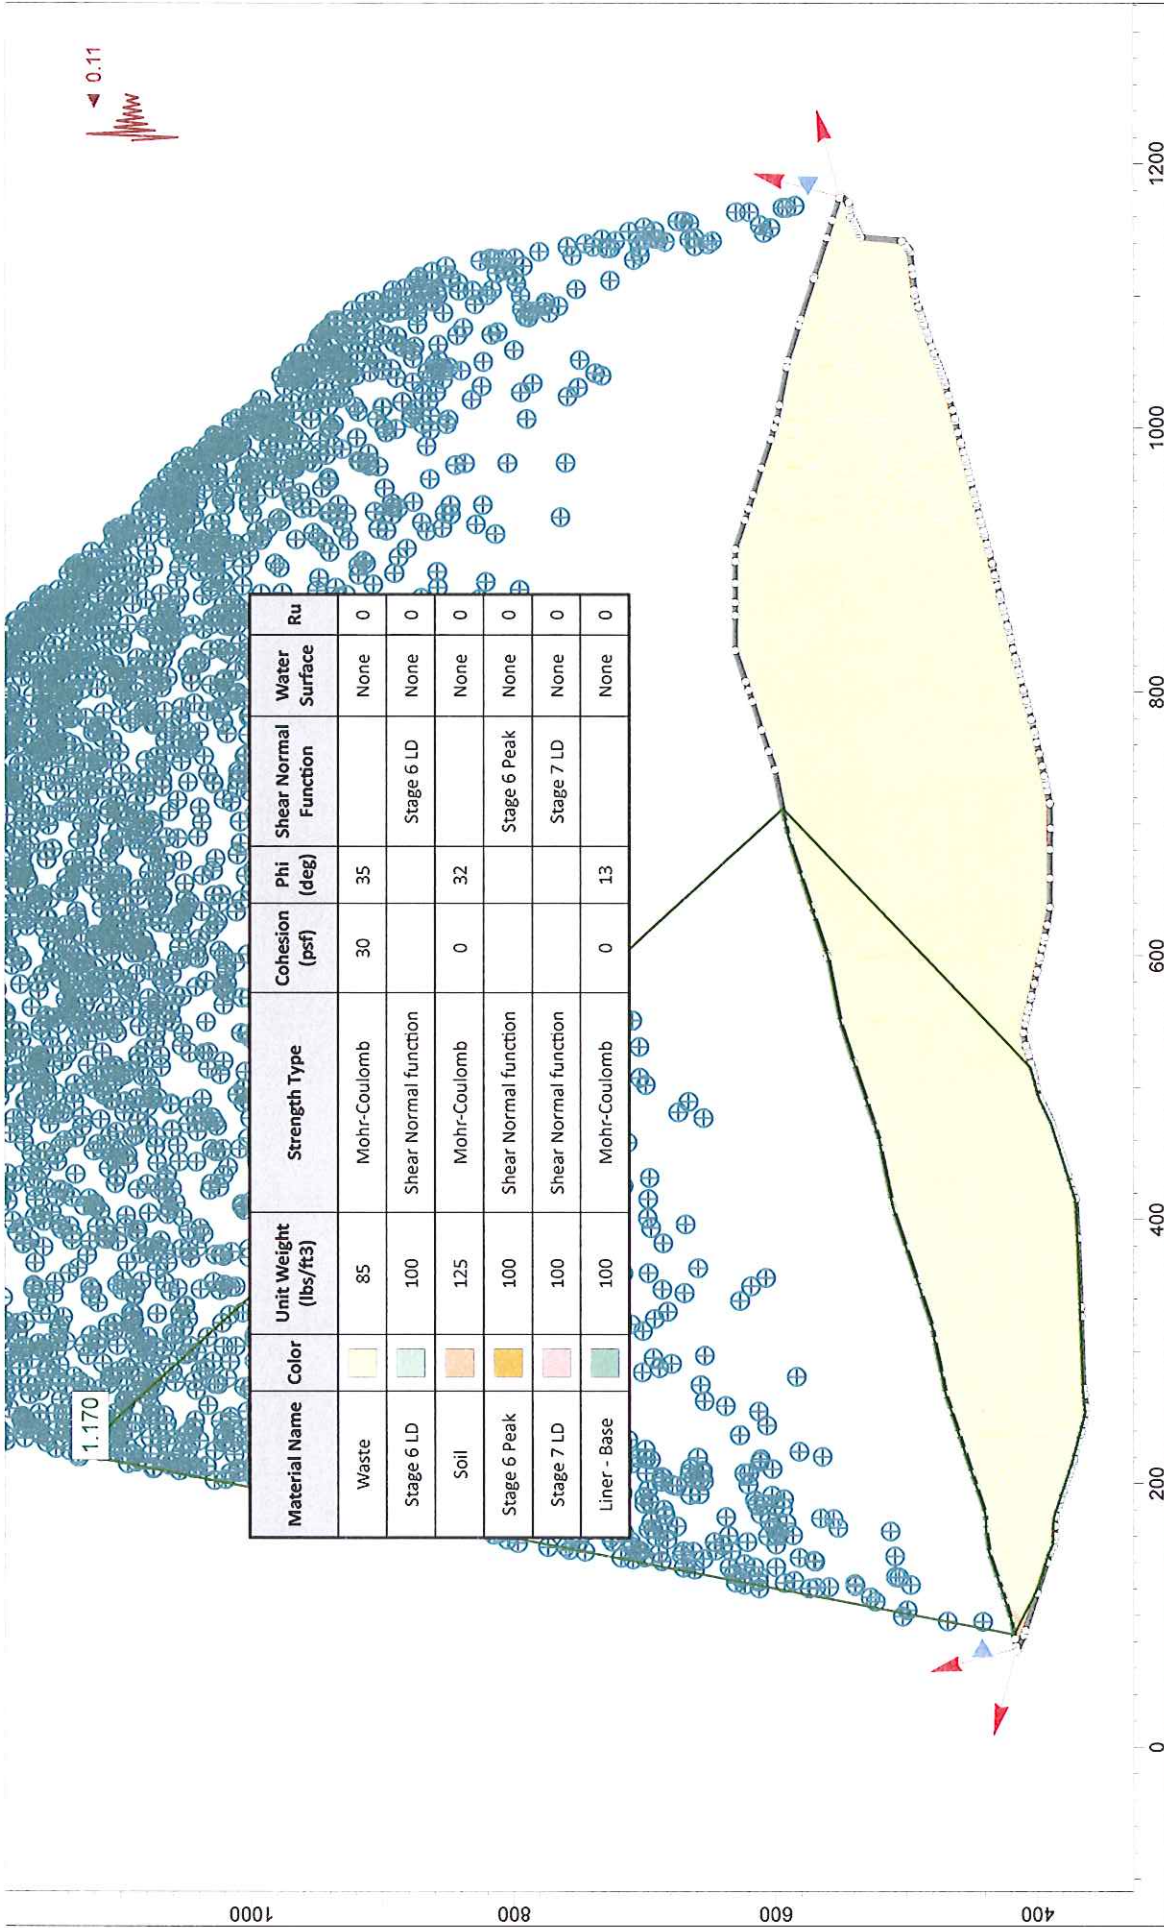 ◄ 0.11
1.170
Material Name Color Unit Weight (lbs/ft3) Strength Type Cohesion (psf) Phi (deg) Shear Normal Function Water Surface Ru
Waste 85 Mohr-Coulomb 30 35 None 0
Stage 6 LD 100 Shear Normal function Stage 6 LD None 0
Soil 125 Mohr-Coulomb 0 32 None 0
Stage 6 Peak 100 Shear Normal function Stage 6 Peak None 0
Stage 7 LD 100 Shear Normal function Stage 7 LD None 0
Liner - Base 100 Mohr-Coulomb 0 13 None 0
1000
800
600
400
0 200 400 600 800 1000 1200